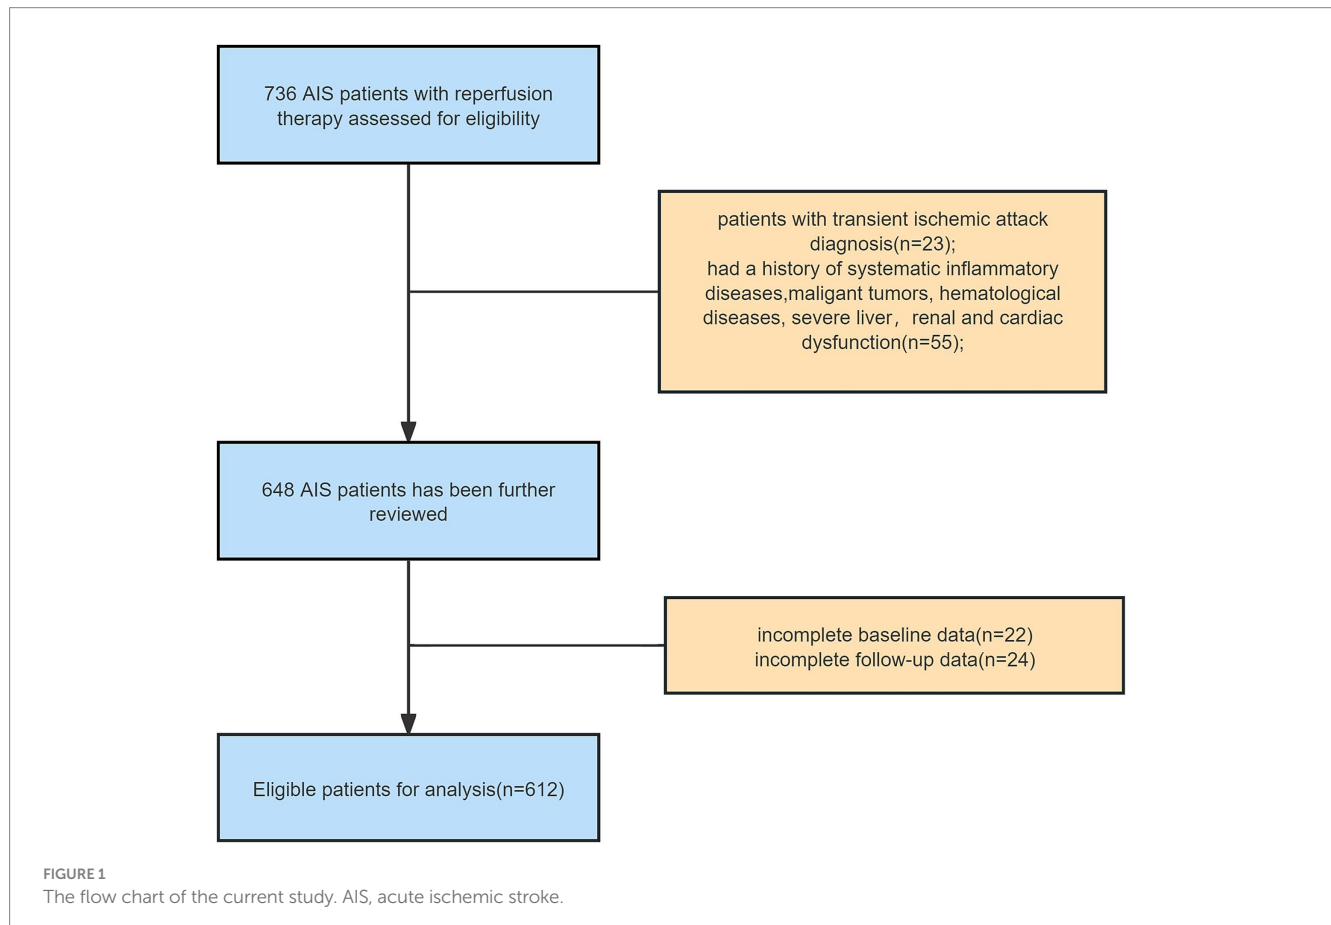 736 AIS patients with reperfusion
therapy assessed for eligibility
patients with transient ischemic attack
diagnosis(n=23);
had a history of systematic inflammatory
diseases,maligant tumors, hematological
diseases, severe liver，renal and cardiac
dysfunction(n=55);
648 AIS patients has been further
reviewed
incomplete baseline data(n=22)
incomplete follow-up data(n=24)
Eligible patients for analysis(n=612)
FIGURE 1
The flow chart of the current study. AIS, acute ischemic stroke.